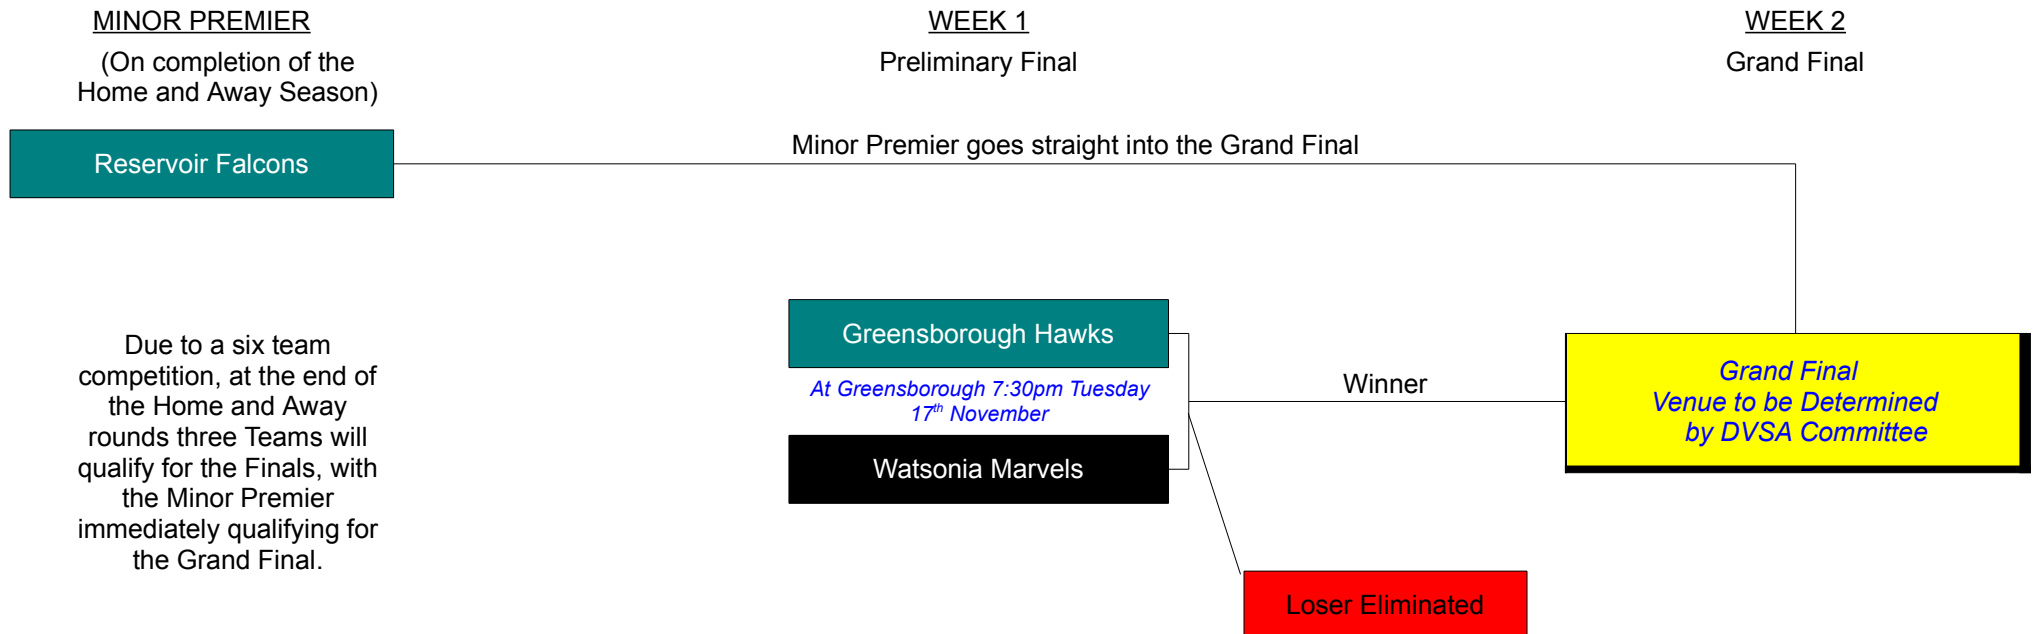 MINOR PREMIER
(On completion of the
Home and Away Season)
WEEK 1
Preliminary Final
WEEK 2
Grand Final
Reservoir Falcons
Minor Premier goes straight into the Grand Final
Due to a six team
competition, at the end of
the Home and Away
rounds three Teams will
qualify for the Finals, with
the Minor Premier
immediately qualifying for
the Grand Final.
Greensborough Hawks
At Greensborough 7:30pm Tuesday
17th November
Watsonia Marvels
Winner
Grand Final
Venue to be Determined
by DVSA Committee
Loser Eliminated